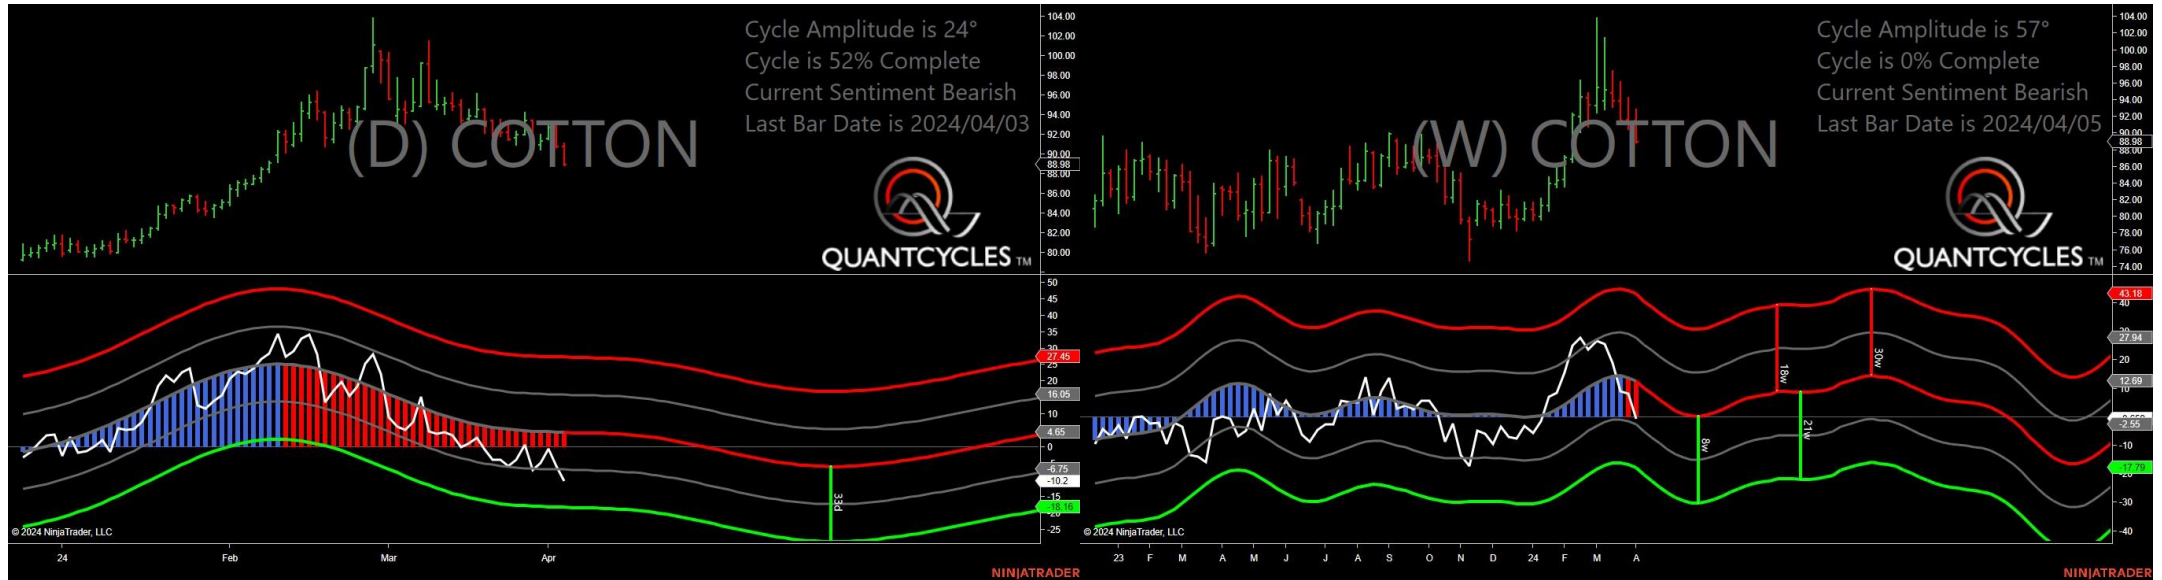 Cycle Amplitude is 24°
Cycle is 52% Complete
Current Sentiment Bearish
Last Bar Date is 2024/04/03
(D) COTTON
QUANTCYCLES TM
104.00
102.00
100.00
98.00
96.00
94.00
92.00
90.00
88.98
88.00
86.00
84.00
82.00
80.00
50
45
40
35
30
27.45
25
20
16.05
10
4.65
0
-6.75
-10.2
-15
-18.16
-25
33d
© 2024 NinjaTrader, LLC
24 Feb Mar Apr
NINJATRADER
Cycle Amplitude is 57°
Cycle is 0% Complete
Current Sentiment Bearish
Last Bar Date is 2024/04/05
(W) COTTON
QUANTCYCLES TM
104.00
102.00
100.00
98.00
96.00
94.00
92.00
90.00
88.98
88.00
86.00
84.00
82.00
80.00
78.00
76.00
74.00
43.18
27.94
20
12.69
-2.55
-10
-17.79
-30
-40
8w
18w
21w
30w
© 2024 NinjaTrader, LLC
23 F M A M J J A S O N D 24 F M A
NINJATRADER